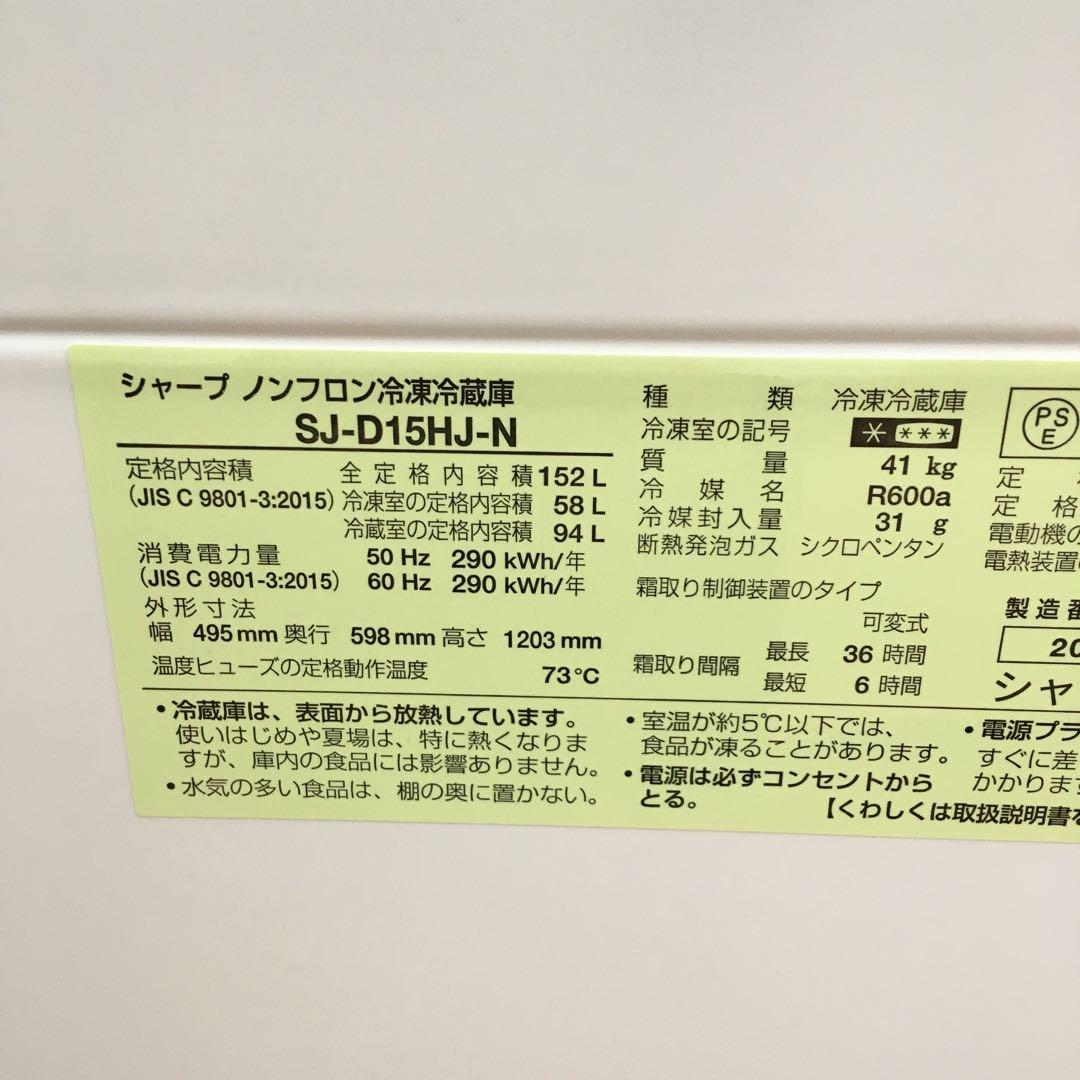 シャープ ノンフロン冷凍冷蔵庫
SJ-D15HJ-N
定格内容積 全定格内容積 152 L
(JIS C 9801-3:2015) 冷凍室の定格内容積 58 L
冷蔵室の定格内容積 94 L
消費電力量 50 Hz 290 kWh/年
(JIS C 9801-3:2015) 60 Hz 290 kWh/年
外形寸法
幅 495 mm 奥行 598 mm 高さ 1203 mm
温度ヒューズの定格動作温度 73℃
種類 冷凍冷蔵庫
冷凍室の記号 * ***
質量 41 kg
冷媒名 R600a
冷媒封入量 31 g
断熱発泡ガス シクロペンタン
霜取り制御装置のタイプ
可変式
霜取り間隔 最長 36 時間
最短 6 時間
PS
E
定
定格
電動機の
電熱装置
製造番
20
シャ
・冷蔵庫は、表面から放熱しています。
使いはじめや夏場は、特に熱くなりま
すが、庫内の食品には影響ありません。
・水気の多い食品は、棚の奥に置かない。
・室温が約5℃以下では、
食品が凍ることがあります。
・電源は必ずコンセントから
とる。
・電源プラ
すぐに差
かかります
【くわしくは取扱説明書